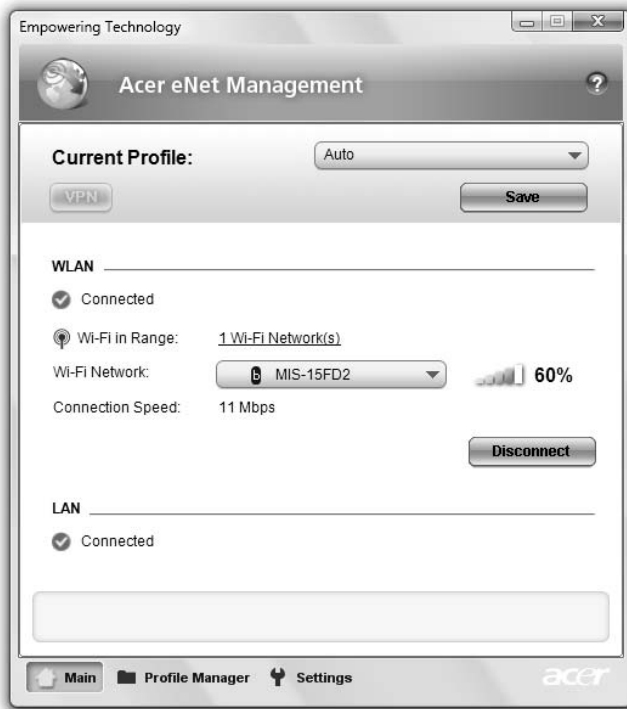 Empowering Technology
Acer eNet Management ?
Current Profile: Auto
VPN Save
WLAN
Connected
Wi-Fi in Range: 1 Wi-Fi Network(s)
Wi-Fi Network: b MIS-15FD2 60%
Connection Speed: 11 Mbps
Disconnect
LAN
Connected
Main Profile Manager Settings acer